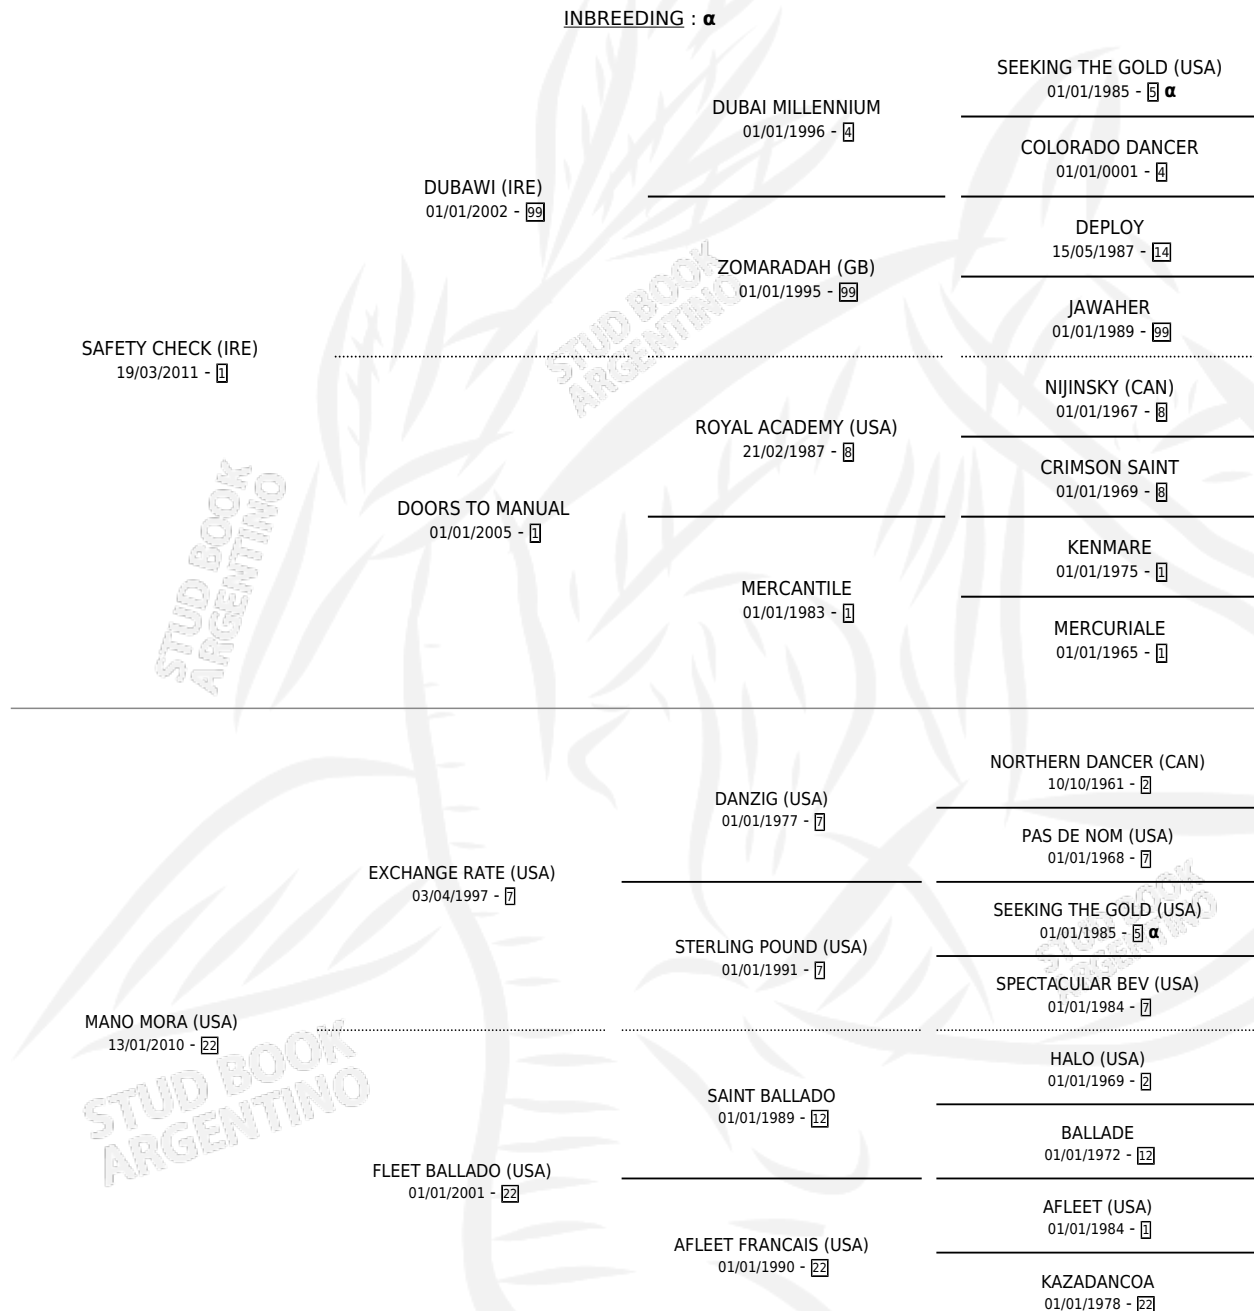 INBREEDING : α
SEEKING THE GOLD (USA)
01/01/1985 - 5 α
DUBAI MILLENNIUM
01/01/1996 - 4
COLORADO DANCER
01/01/0001 - 4
DUBAWI (IRE)
01/01/2002 - 99
DEPLOY
15/05/1987 - 14
ZOMARADAH (GB)
01/01/1995 - 99
JAWAHER
01/01/1989 - 99
SAFETY CHECK (IRE)
19/03/2011 - 1
NIJINSKY (CAN)
01/01/1967 - 8
ROYAL ACADEMY (USA)
21/02/1987 - 8
CRIMSON SAINT
01/01/1969 - 8
DOORS TO MANUAL
01/01/2005 - 1
KENMARE
01/01/1975 - 1
MERCANTILE
01/01/1983 - 1
MERCURIALE
01/01/1965 - 1
NORTHERN DANCER (CAN)
10/10/1961 - 2
DANZIG (USA)
01/01/1977 - 7
PAS DE NOM (USA)
01/01/1968 - 7
EXCHANGE RATE (USA)
03/04/1997 - 7
SEEKING THE GOLD (USA)
01/01/1985 - 5 α
STERLING POUND (USA)
01/01/1991 - 7
SPECTACULAR BEV (USA)
01/01/1984 - 7
MANO MORA (USA)
13/01/2010 - 22
HALO (USA)
01/01/1969 - 2
SAINT BALLADO
01/01/1989 - 12
BALLADE
01/01/1972 - 12
FLEET BALLADO (USA)
01/01/2001 - 22
AFLEET (USA)
01/01/1984 - 1
AFLEET FRANCAIS (USA)
01/01/1990 - 22
KAZADANCOA
01/01/1978 - 22
STUD BOOK
ARGENTINO
STUD BOOK
ARGENTINO
STUD BOOK
ARGENTINO
STUD BOOK
ARGENTINO